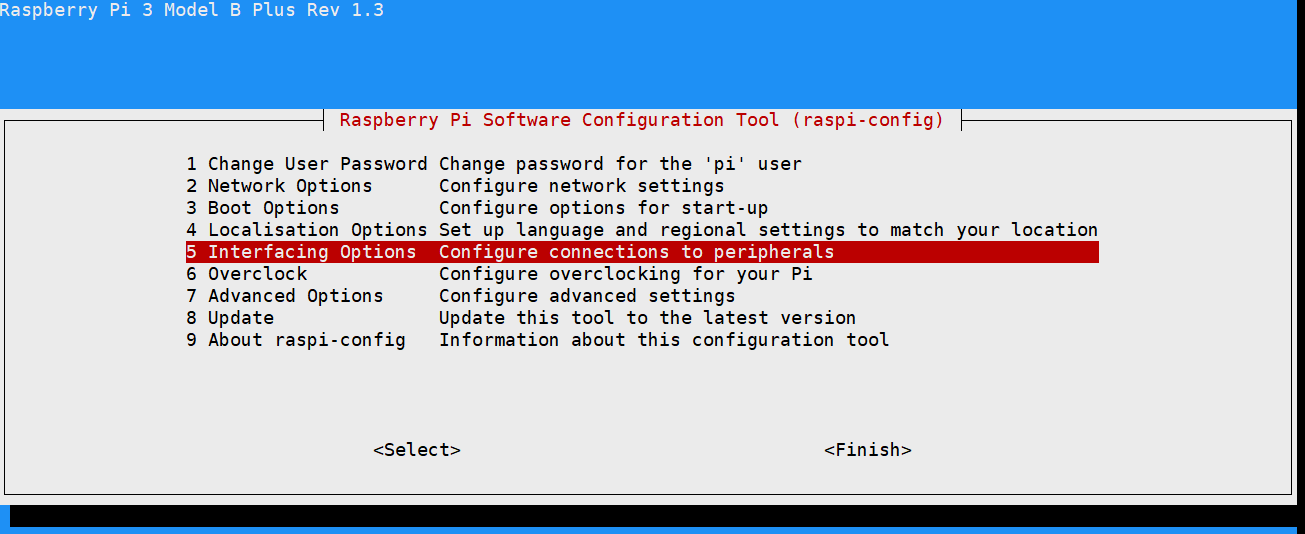 Raspberry Pi 3 Model B Plus Rev 1.3
Raspberry Pi Software Configuration Tool (raspi-config)
1 Change User Password Change password for the 'pi' user
2 Network Options Configure network settings
3 Boot Options Configure options for start-up
4 Localisation Options Set up language and regional settings to match your location
5 Interfacing Options Configure connections to peripherals
6 Overclock Configure overclocking for your Pi
7 Advanced Options Configure advanced settings
8 Update Update this tool to the latest version
9 About raspi-config Information about this configuration tool
<Select> <Finish>